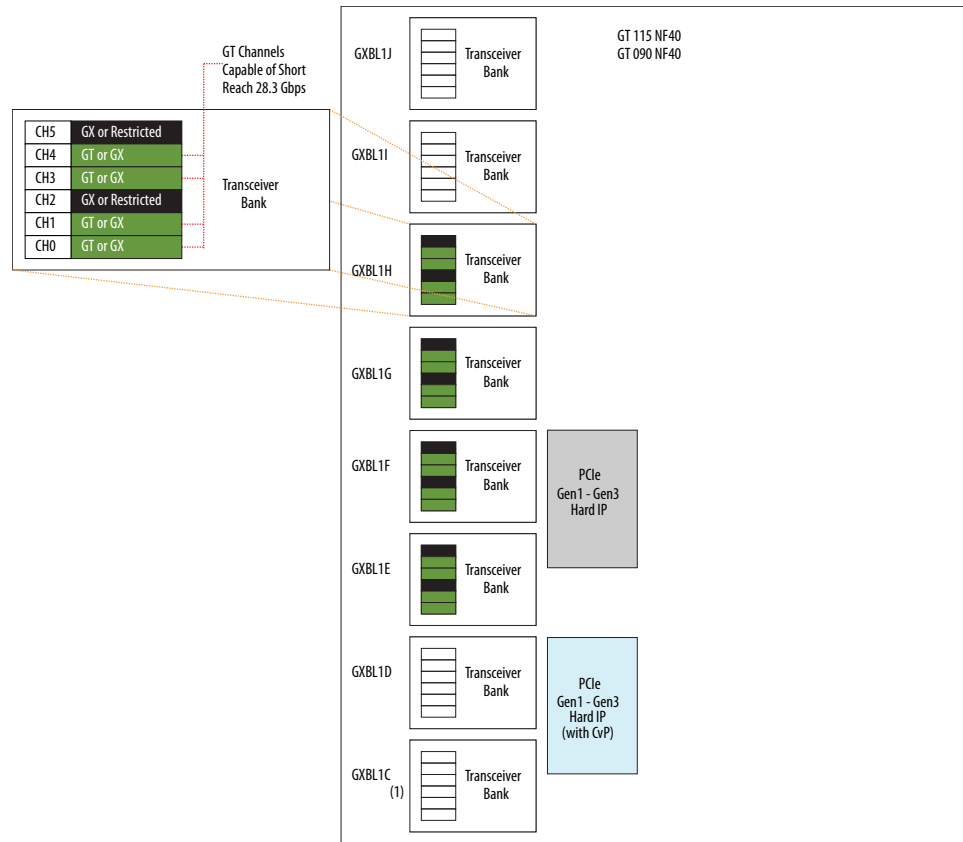 GT 115 NF40
GT 090 NF40
GT Channels
Capable of Short
Reach 28.3 Gbps
CH5 GX or Restricted
CH4 GT or GX
CH3 GT or GX
CH2 GX or Restricted
CH1 GT or GX
CH0 GT or GX
Transceiver
Bank
GXBL1J
Transceiver
Bank
GXBL1I
Transceiver
Bank
GXBL1H
Transceiver
Bank
GXBL1G
Transceiver
Bank
GXBL1F
Transceiver
Bank
PCIe
Gen1 - Gen3
Hard IP
GXBL1E
Transceiver
Bank
GXBL1D
Transceiver
Bank
PCIe
Gen1 - Gen3
Hard IP
(with CvP)
GXBL1C
(1)
Transceiver
Bank